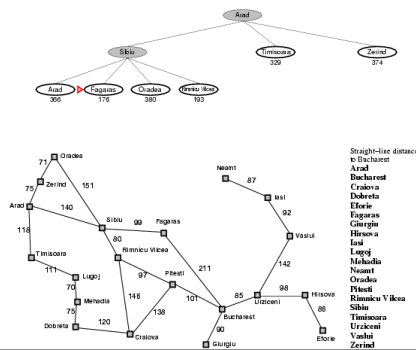 Arad
Sibiu
Timisoara
Zerind
329
374
Arad
Fagaras
Oradea
Rimnicu Vilcea
366
176
380
193
Straight−line distance
to Bucharest
Arad
Bucharest
Craiova
Dobreta
Eforie
Fagaras
Giurgiu
Hirsova
Iasi
Lugoj
Mehadia
Neamt
Oradea
Pitesti
Rimnicu Vilcea
Sibiu
Timisoara
Urziceni
Vaslui
Zerind
Oradea
71
Neamt
87
Zerind
151
75
Iasi
Arad
140
92
Sibiu
99
Fagaras
118
80
Vaslui
Rimnicu Vilcea
Timisoara
142
111
Lugoj
97
Pitesti
211
70
98
Hirsova
Mehadia
146
101
85
Urziceni
75
138
86
Bucharest
Dobreta
120
90
Craiova
Giurgiu
Eforie